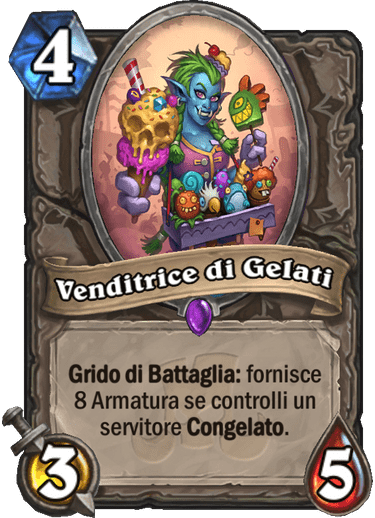 4
Venditrice di Gelati
Grido di Battaglia: fornisce
8 Armatura se controlli un
servitore Congelato.
3
5